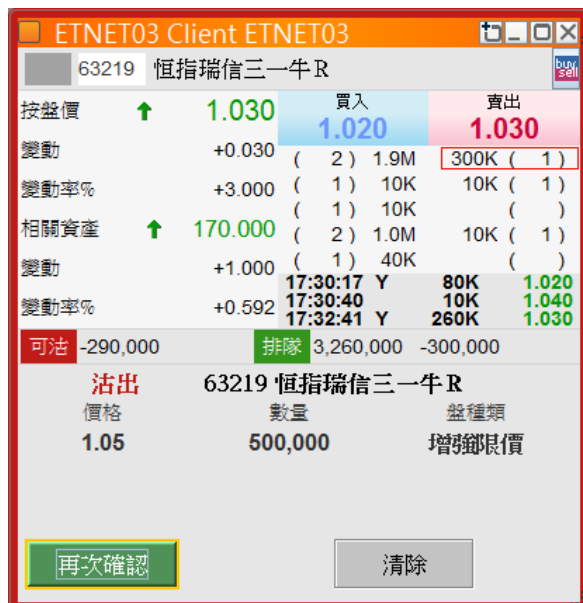 ETNET03 Client ETNET03
63219 恒指瑞信三一牛R
buy sell
按盤價 1.030
變動 +0.030
變動率% +3.000
相關資產 170.000
變動 +1.000
變動率% +0.592
買入 賣出
1.020 1.030
( 2 ) 1.9M 300K ( 1 )
( 1 ) 10K 10K ( 1 )
( 1 ) 10K ( )
( 2 ) 1.0M 10K ( 1 )
( 1 ) 40K ( )
17:30:17 Y 80K 1.020
17:30:40 10K 1.040
17:32:41 Y 260K 1.030
可沽 -290,000 排隊 3,260,000 -300,000
沽出 63219 恒指瑞信三一牛R
價格 數量 盤種類
1.05 500,000 增強限價
再次確認 清除